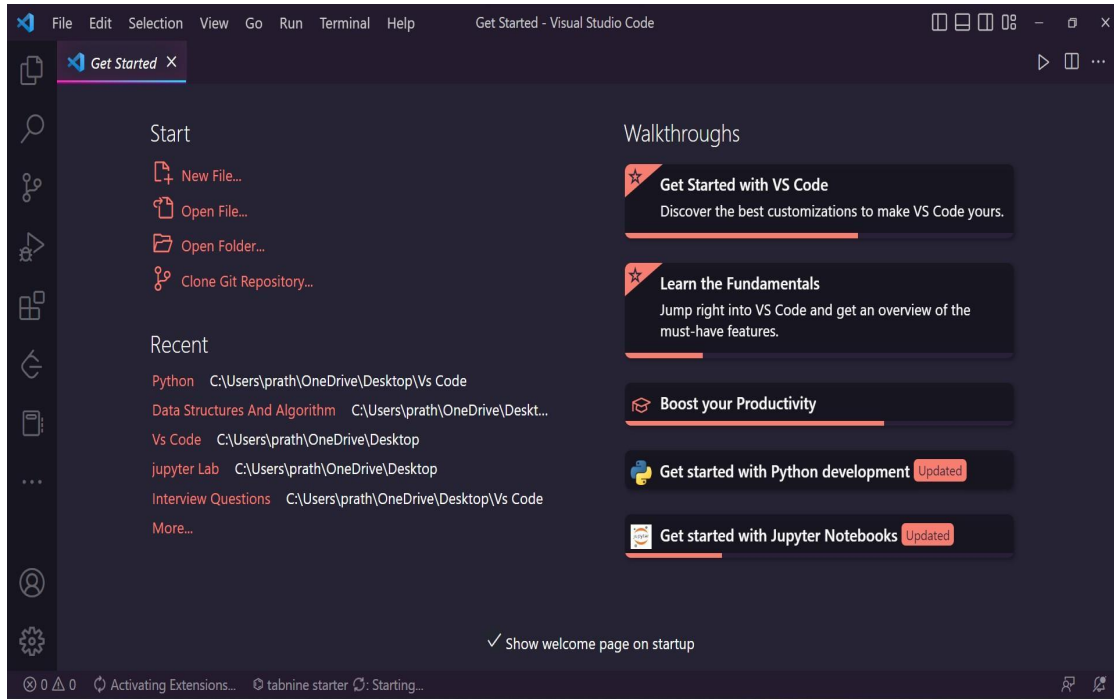 File Edit Selection View Go Run Terminal Help Get Started - Visual Studio Code
Get Started
Start
New File...
Open File...
Open Folder...
Clone Git Repository...
Recent
Python C:\Users\prath\OneDrive\Desktop\Vs Code
Data Structures And Algorithm C:\Users\prath\OneDrive\Deskt...
Vs Code C:\Users\prath\OneDrive\Desktop
jupyter Lab C:\Users\prath\OneDrive\Desktop
Interview Questions C:\Users\prath\OneDrive\Desktop\Vs Code
More...
Walkthroughs
Get Started with VS Code
Discover the best customizations to make VS Code yours.
Learn the Fundamentals
Jump right into VS Code and get an overview of the
must-have features.
Boost your Productivity
Get started with Python development Updated
Get started with Jupyter Notebooks Updated
Show welcome page on startup
0 0 Activating Extensions... tabnine starter : Starting...